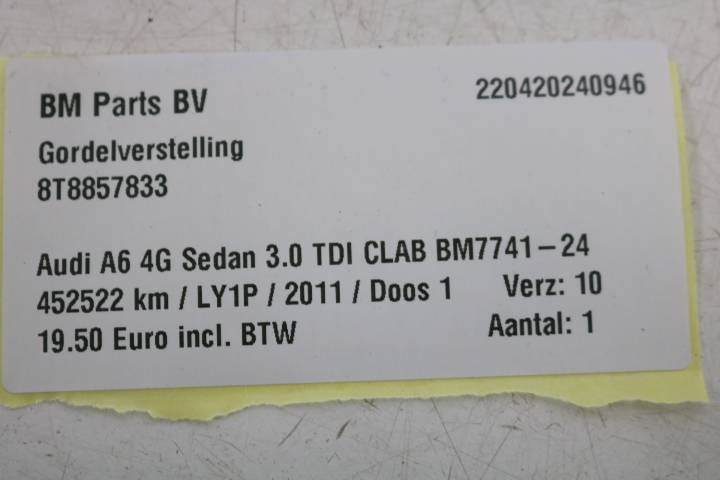 BM Parts BV 220420240946
Gordelverstelling
8T8857833
Audi A6 4G Sedan 3.0 TDI CLAB BM7741-24
452522 km / LY1P / 2011 / Doos 1 Verz: 10
19.50 Euro incl. BTW Aantal: 1